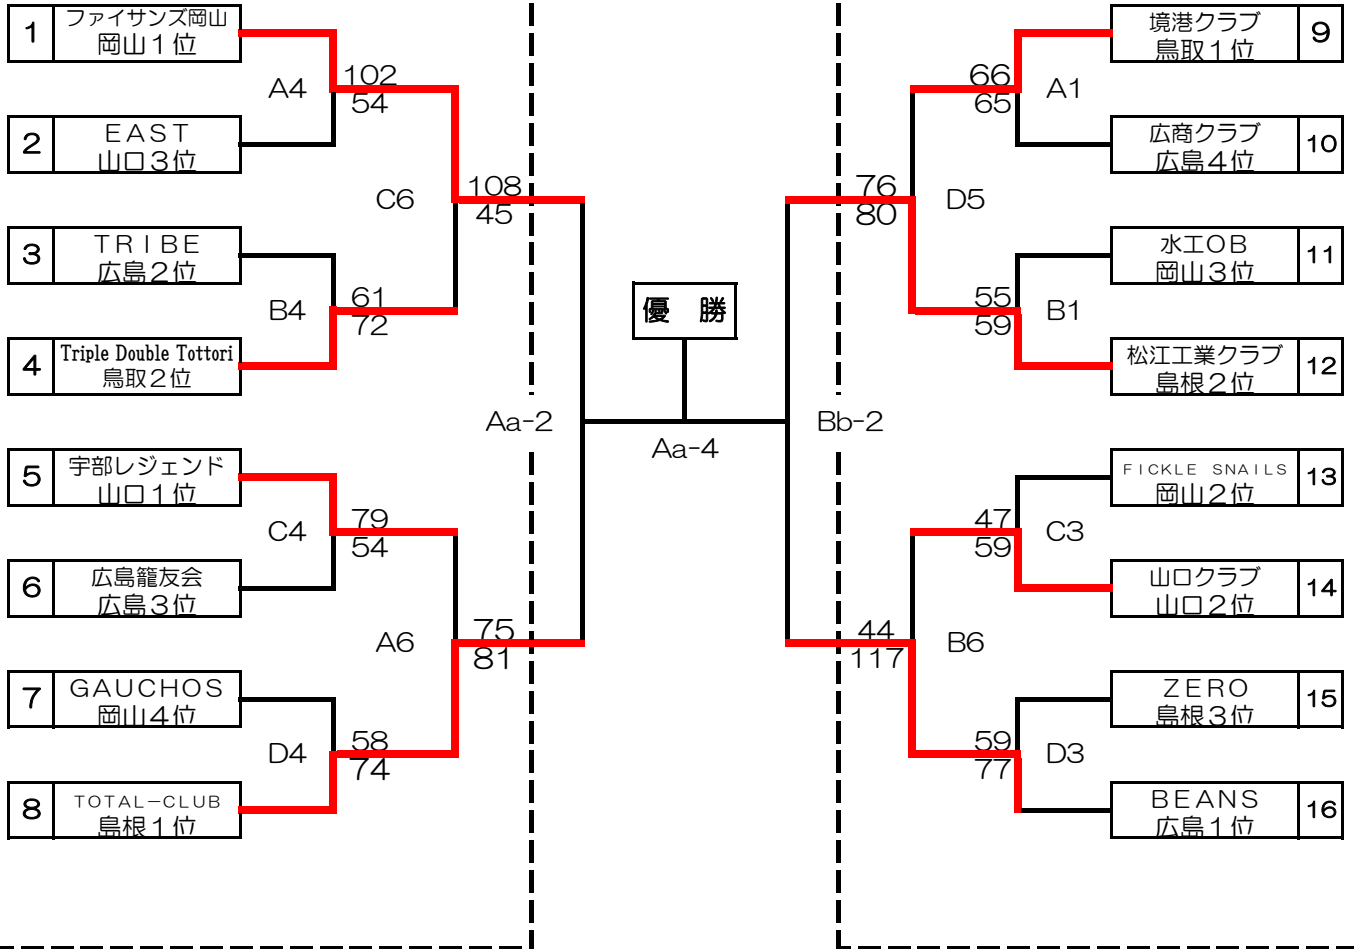 1
ファイサンズ岡山
岡山１位
A4
102
54
2
ＥＡＳＴ
山口３位
C6
108
45
3
ＴＲＩＢＥ
広島２位
B4
61
72
4
Triple Double Tottori
鳥取２位
Aa-2
5
宇部レジェンド
山口１位
C4
79
54
6
広島籠友会
広島３位
A6
75
81
7
ＧＡＵＣＨＯＳ
岡山４位
D4
58
74
8
ＴＯＴＡＬ－ＣＬＵＢ
島根１位
優　勝
Aa-4
境港クラブ
鳥取１位
9
66
65
A1
広商クラブ
広島４位
10
76
80
D5
水工ＯＢ
岡山３位
11
55
59
B1
松江工業クラブ
島根２位
12
Bb-2
ＦＩＣＫＬＥ　ＳＮＡＩＬＳ
岡山２位
13
47
59
C3
山口クラブ
山口２位
14
44
117
B6
ＺＥＲＯ
島根３位
15
59
77
D3
ＢＥＡＮＳ
広島１位
16